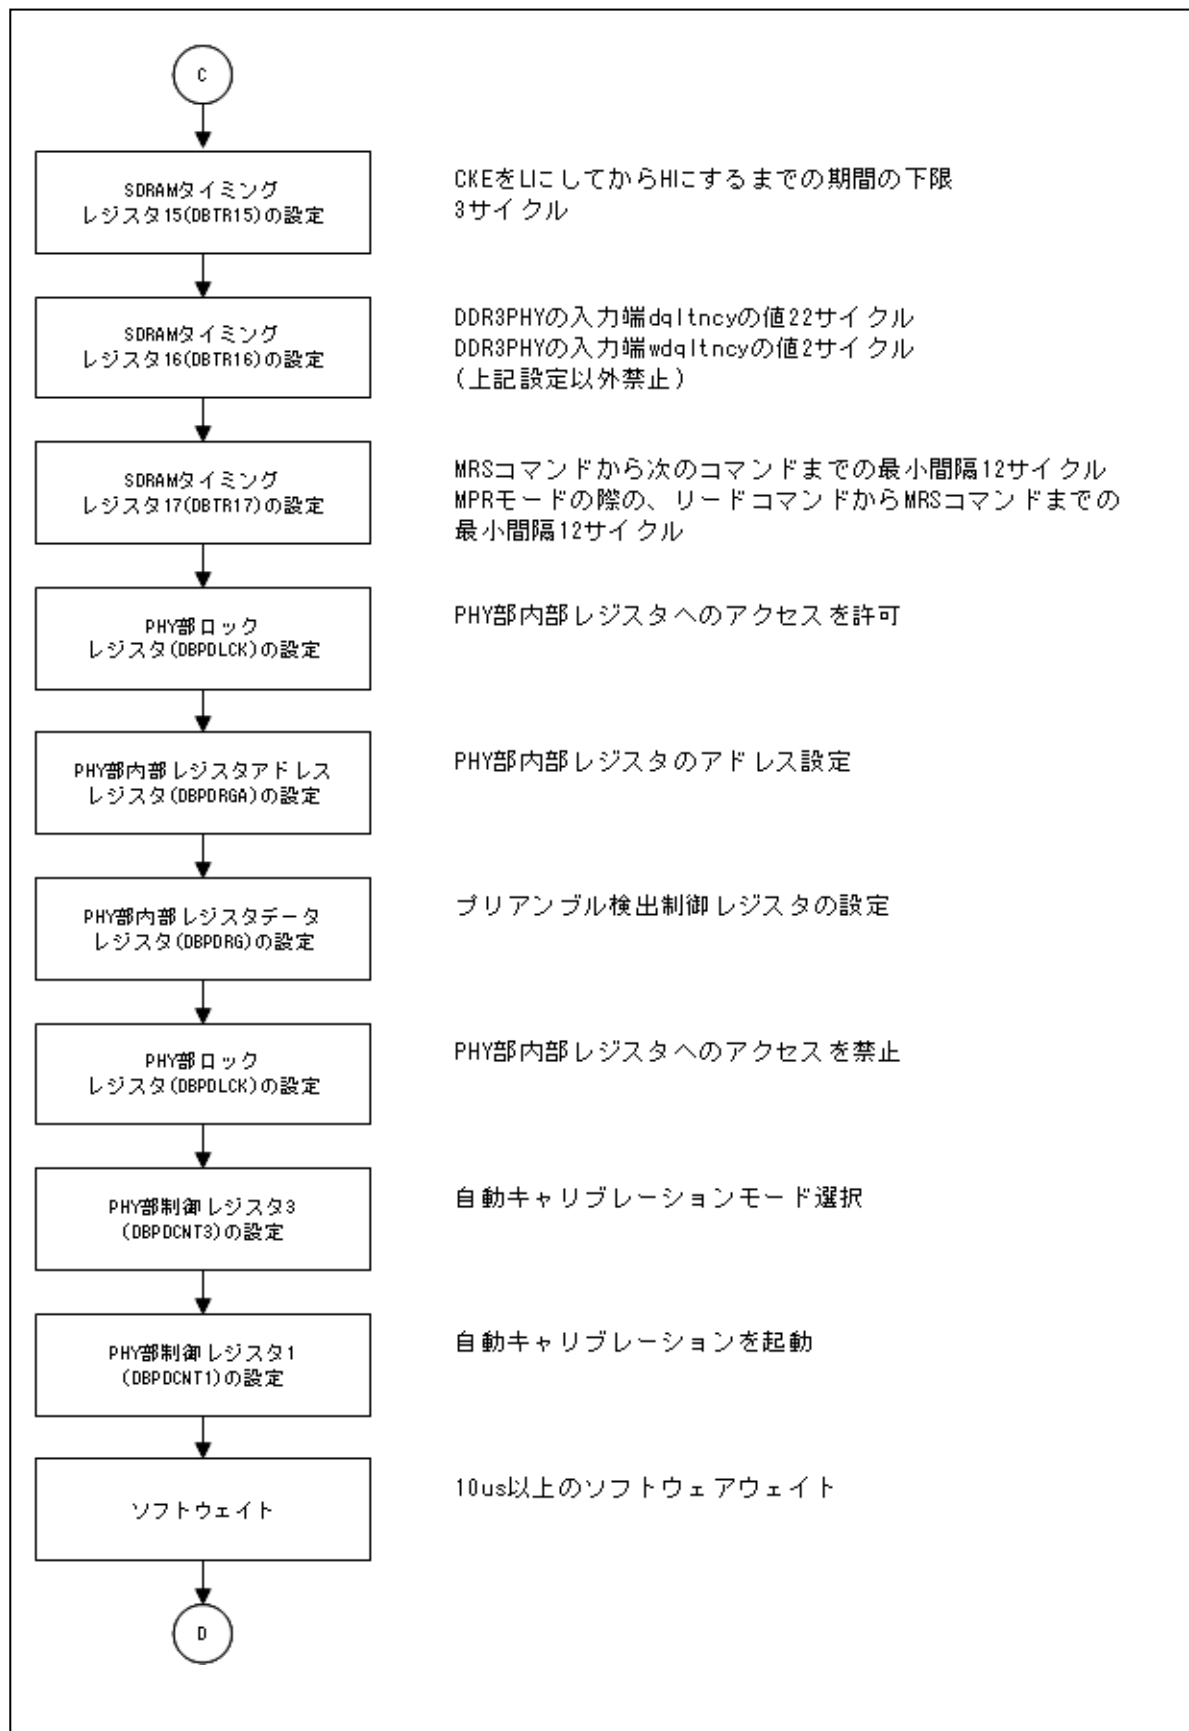 C
SDRAMタイミング
レジスタ15(DBTR15)の設定
CKEをLにしてからHにするまでの期間の下限
3サイクル
SDRAMタイミング
レジスタ16(DBTR16)の設定
DDR3PHYの入力端dqltncyの値22サイクル
DDR3PHYの入力端wdqltncyの値2サイクル
(上記設定以外禁止)
SDRAMタイミング
レジスタ17(DBTR17)の設定
MRSコマンドから次のコマンドまでの最小間隔12サイクル
MPRモードの際の、リードコマンドからMRSコマンドまでの
最小間隔12サイクル
PHY部ロック
レジスタ(DBPDLCK)の設定
PHY部内部レジスタへのアクセスを許可
PHY部内部レジスタアドレス
レジスタ(DBPDRGA)の設定
PHY部内部レジスタのアドレス設定
PHY部内部レジスタデータ
レジスタ(DBPDRG)の設定
プリアンブル検出制御レジスタの設定
PHY部ロック
レジスタ(DBPDLCK)の設定
PHY部内部レジスタへのアクセスを禁止
PHY部制御レジスタ3
(DBPDCNT3)の設定
自動キャリブレーションモード選択
PHY部制御レジスタ1
(DBPDCNT1)の設定
自動キャリブレーションを起動
ソフトウェイト
10us以上のソフトウェアウェイト
D